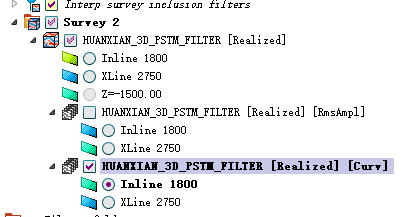 Interp survey inclusion filters
Survey 2
HUANXIAN_3D_PSTM_FILTER [Realized]
Inline 1800
XLine 2750
Z=-1500.00
HUANXIAN_3D_PSTM_FILTER [Realized] [RmsAmpl]
Inline 1800
XLine 2750
HUANXIAN_3D_PSTM_FILTER [Realized] [Curv]
Inline 1800
XLine 2750